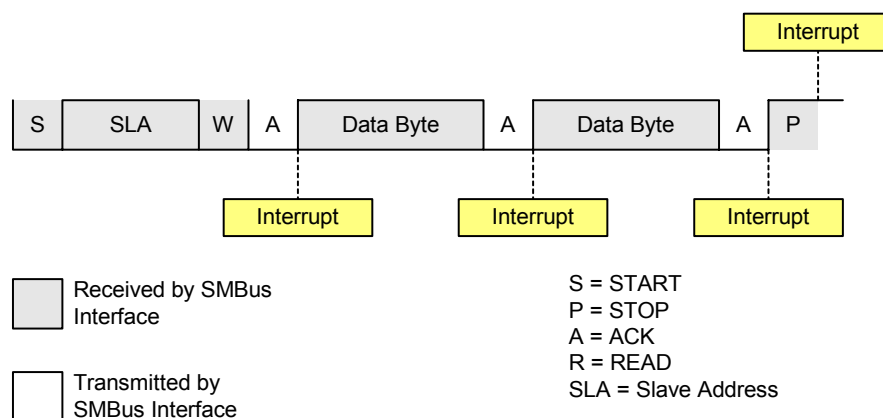 Interrupt
S SLA W A Data Byte A Data Byte A P
Interrupt Interrupt Interrupt
Received by SMBus
Interface
Transmitted by
SMBus Interface
S = START
P = STOP
A = ACK
R = READ
SLA = Slave Address